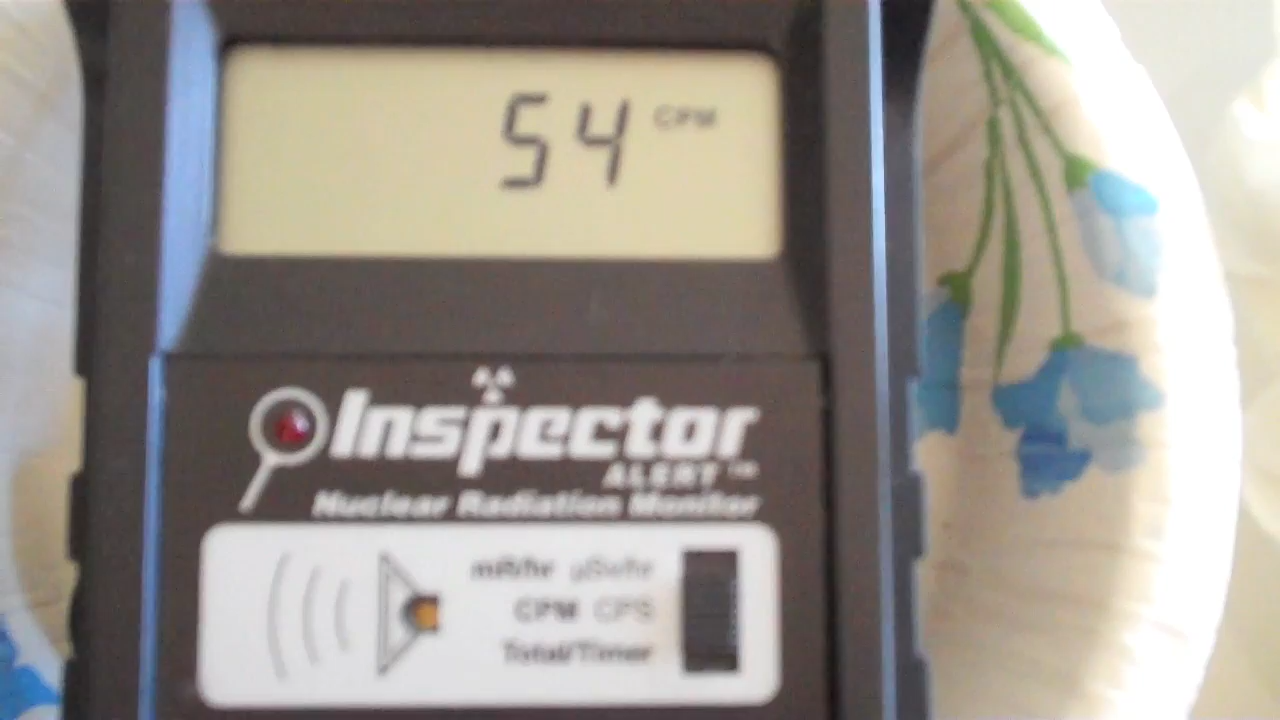 54 CPM
Inspector
ALERT™
Nuclear Radiation Monitor
mR/hr µSv/hr
CPM CPS
Total/Timer